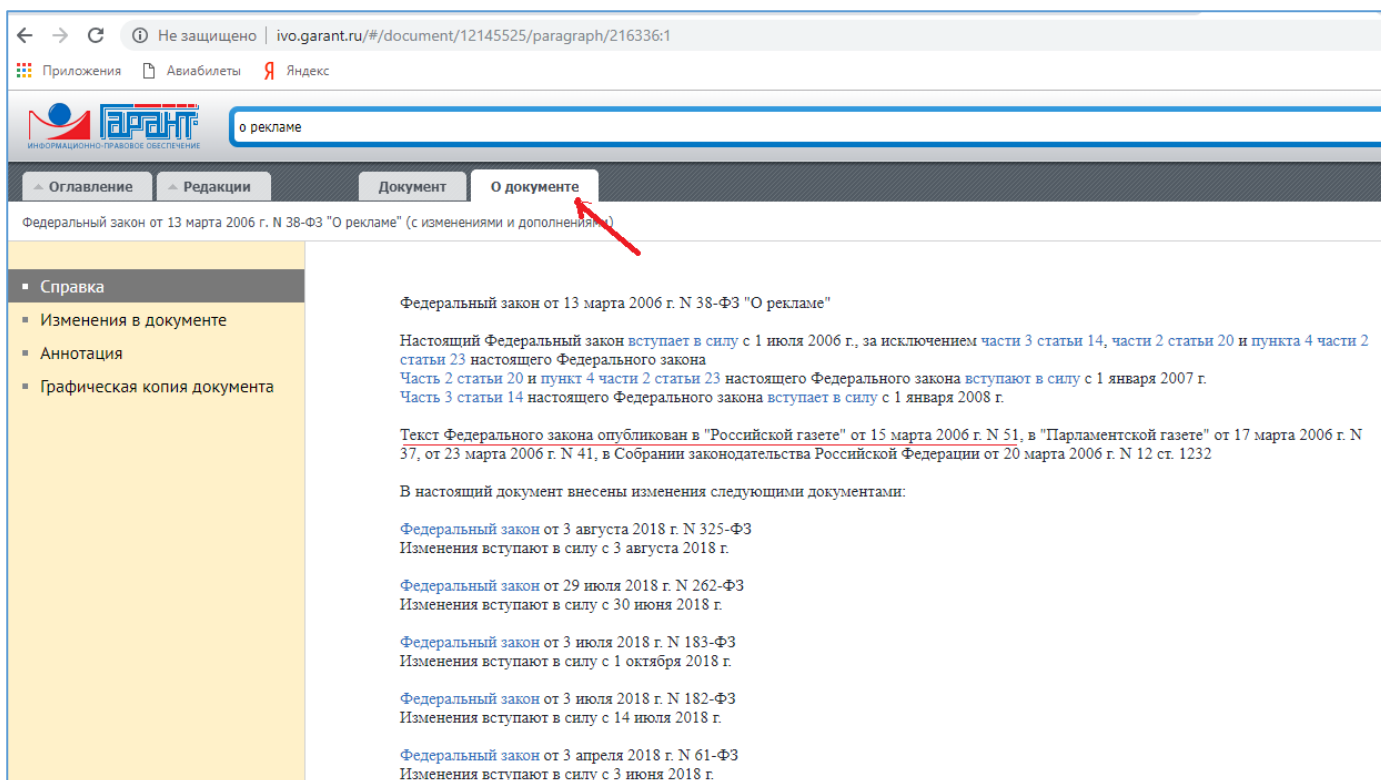 Не защищено | ivo.garant.ru/#/document/12145525/paragraph/216336:1
Приложения Авиабилеты Я Яндекс
ГАРАНТ
ИНФОРМАЦИОННО-ПРАВОВОЕ ОБЕСПЕЧЕНИЕ
о рекламе
Оглавление Редакции Документ О документе
Федеральный закон от 13 марта 2006 г. N 38-ФЗ "О рекламе" (с изменениями и дополнениями)
Справка
Изменения в документе
Аннотация
Графическая копия документа
Федеральный закон от 13 марта 2006 г. N 38-ФЗ "О рекламе"
Настоящий Федеральный закон вступает в силу с 1 июля 2006 г., за исключением части 3 статьи 14, части 2 статьи 20 и пункта 4 части 2
статьи 23 настоящего Федерального закона
Часть 2 статьи 20 и пункт 4 части 2 статьи 23 настоящего Федерального закона вступают в силу с 1 января 2007 г.
Часть 3 статьи 14 настоящего Федерального закона вступает в силу с 1 января 2008 г.
Текст Федерального закона опубликован в "Российской газете" от 15 марта 2006 г. N 51, в "Парламентской газете" от 17 марта 2006 г. N
37, от 23 марта 2006 г. N 41, в Собрании законодательства Российской Федерации от 20 марта 2006 г. N 12 ст. 1232
В настоящий документ внесены изменения следующими документами:
Федеральный закон от 3 августа 2018 г. N 325-ФЗ
Изменения вступают в силу с 3 августа 2018 г.
Федеральный закон от 29 июля 2018 г. N 262-ФЗ
Изменения вступают в силу с 30 июня 2018 г.
Федеральный закон от 3 июля 2018 г. N 183-ФЗ
Изменения вступают в силу с 1 октября 2018 г.
Федеральный закон от 3 июля 2018 г. N 182-ФЗ
Изменения вступают в силу с 14 июля 2018 г.
Федеральный закон от 3 апреля 2018 г. N 61-ФЗ
Изменения вступают в силу с 3 июня 2018 г.